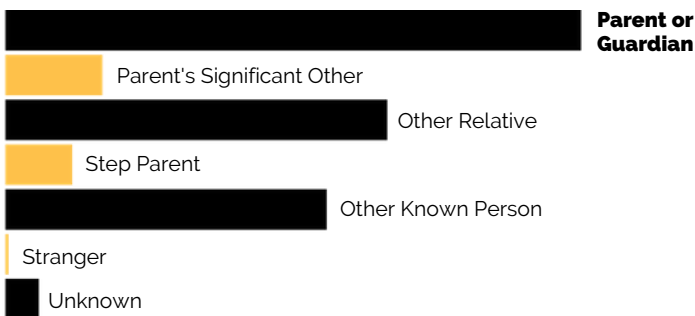 Parent or
Guardian
Parent's Significant Other
Other Relative
Step Parent
Other Known Person
Stranger
Unknown